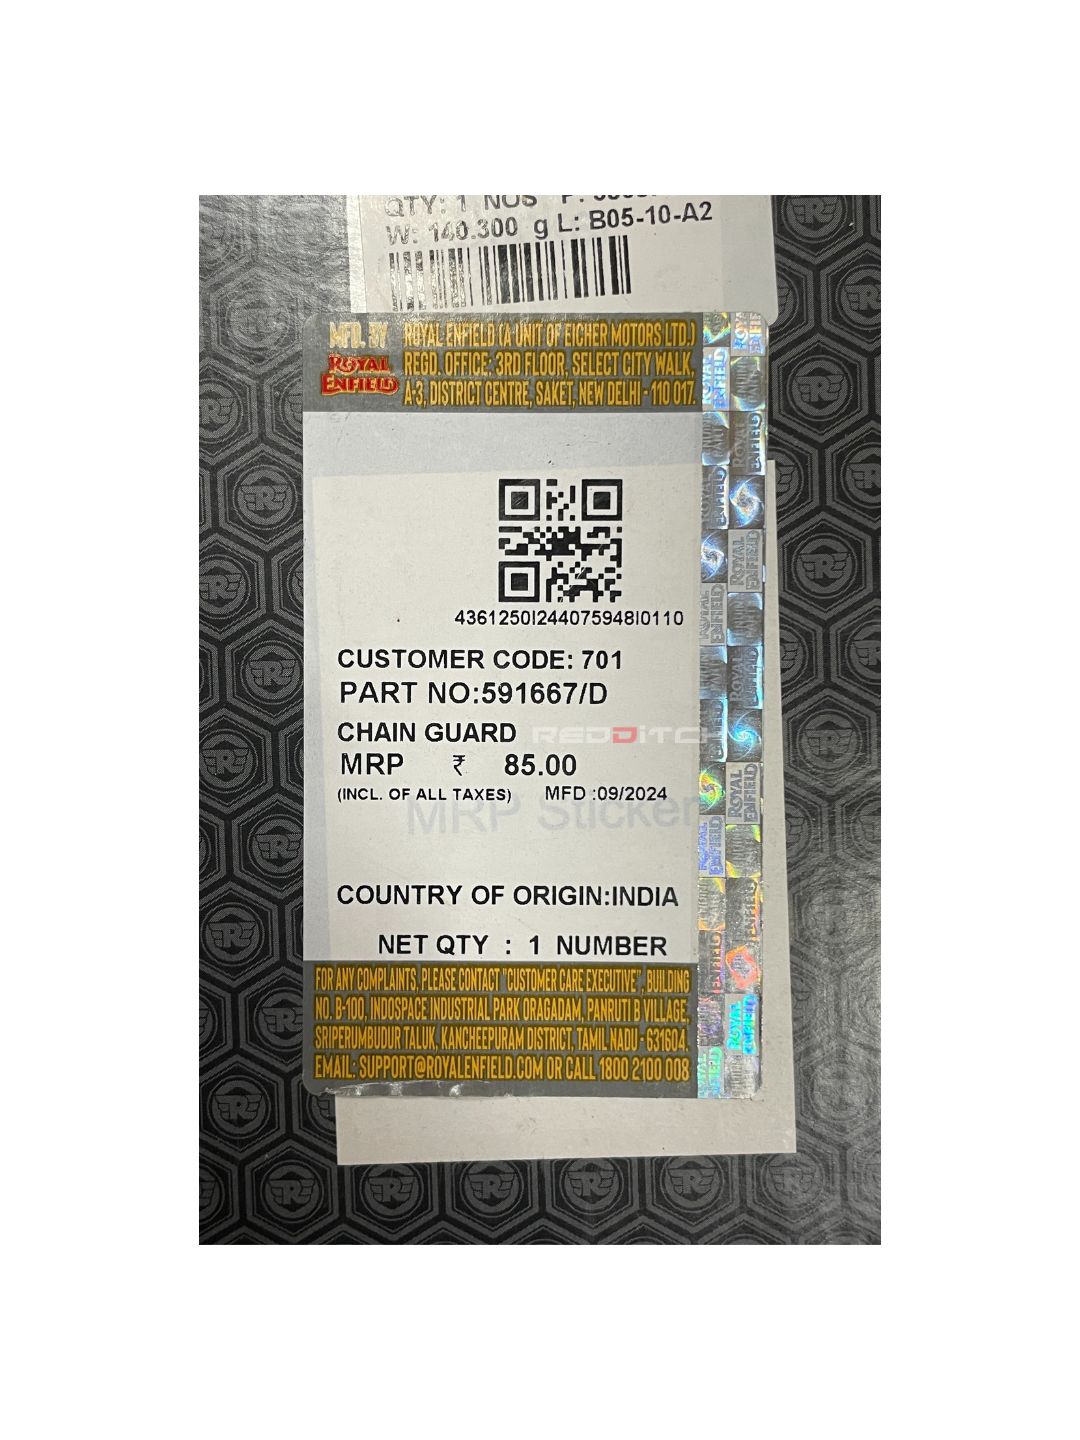 QTY: 1 NOS P:
W: 140.300 g L: B05-10-A2
MFD. BY ROYAL ENFIELD (A UNIT OF EICHER MOTORS LTD.)
ROYAL ENFIELD
REGD. OFFICE: 3RD FLOOR, SELECT CITY WALK,
A-3, DISTRICT CENTRE, SAKET, NEW DELHI - 110 017.
4361250I244075948I0110
CUSTOMER CODE: 701
PART NO:591667/D
CHAIN GUARD
REDDITCH
MRP ₹ 85.00
(INCL. OF ALL TAXES) MFD :09/2024
MRP Sticker
COUNTRY OF ORIGIN:INDIA
NET QTY : 1 NUMBER
FOR ANY COMPLAINTS, PLEASE CONTACT "CUSTOMER CARE EXECUTIVE", BUILDING
NO. B-100, INDOSPACE INDUSTRIAL PARK ORAGADAM, PANRUTI B VILLAGE,
SRIPERUMBUDUR TALUK, KANCHEEPURAM DISTRICT, TAMIL NADU - 631604.
EMAIL: SUPPORT@ROYALENFIELD.COM OR CALL 1800 2100 008